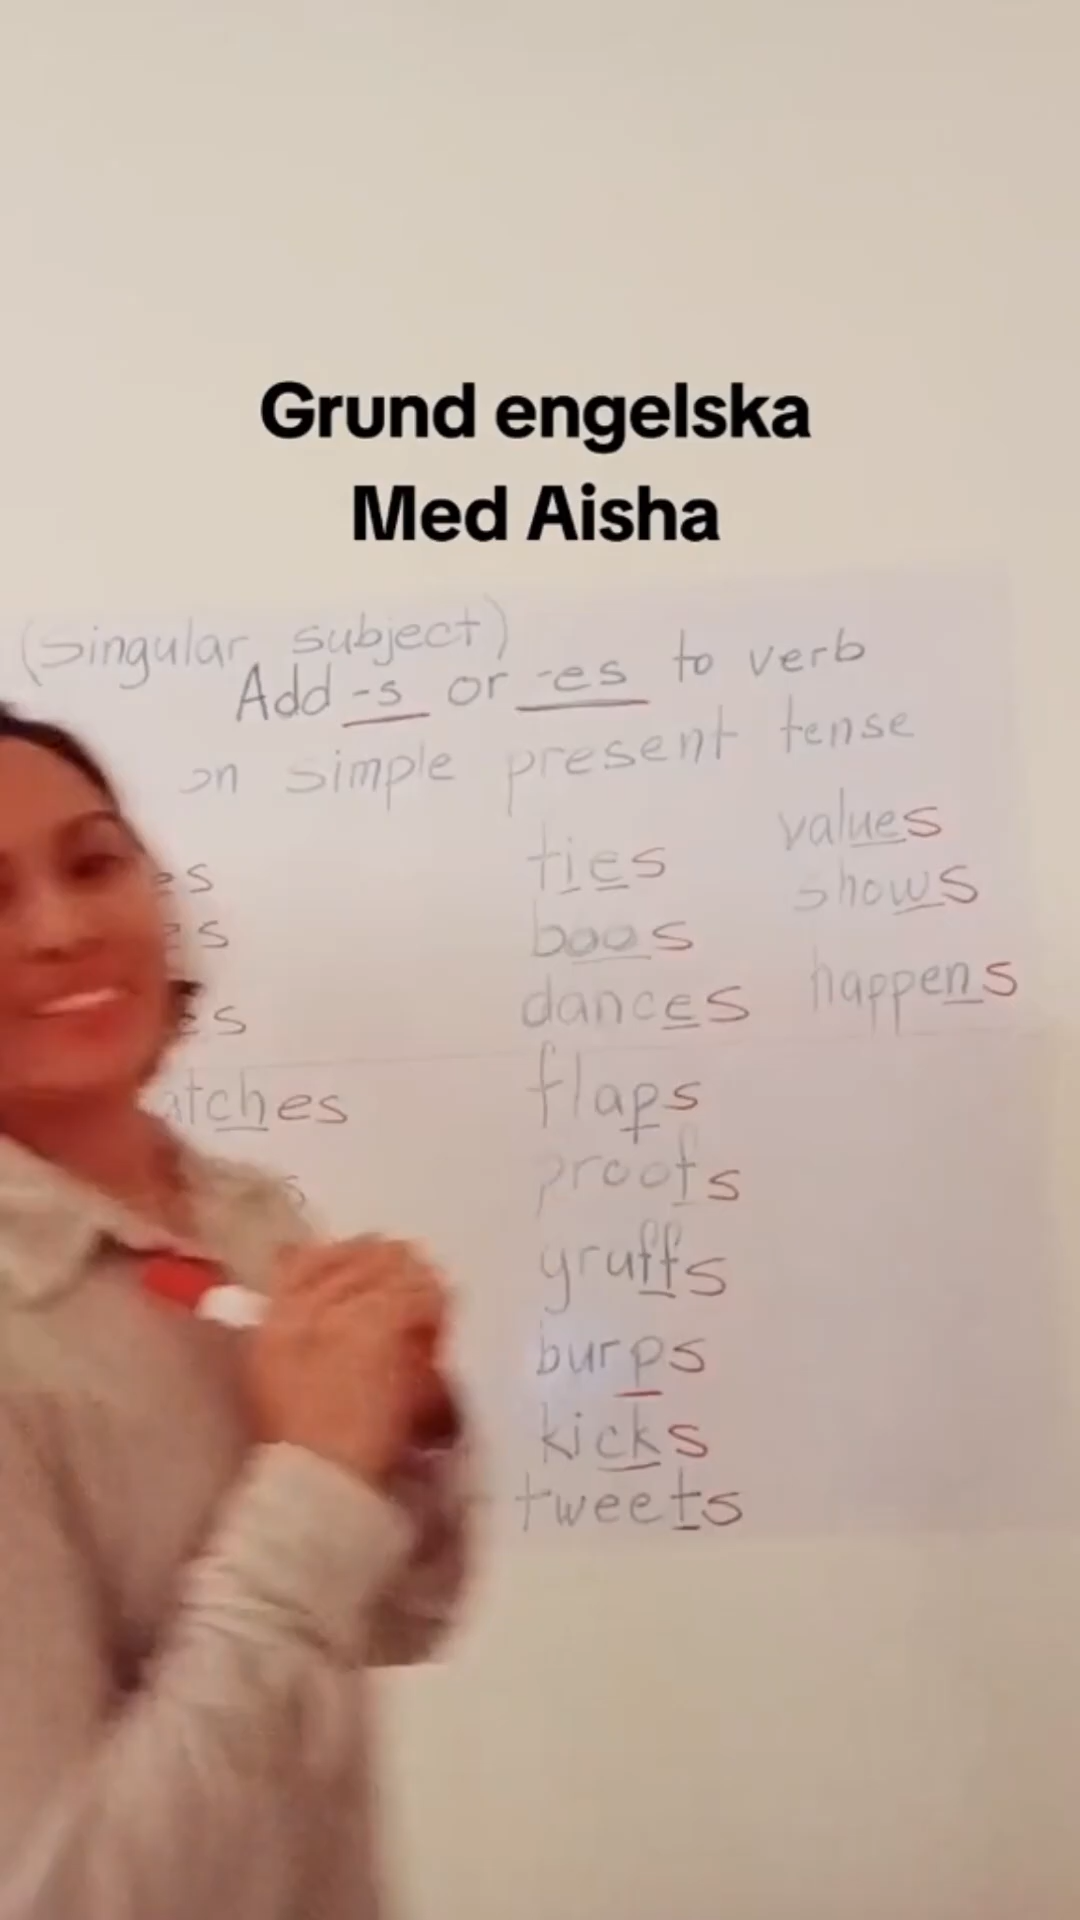 Grund engelska
Med Aisha
(Singular subject)
Add -s or -es to verb
on simple present tense
ties
boos
dances
flaps
proofs
gruffs
burps
kicks
tweets
values
shows
happens